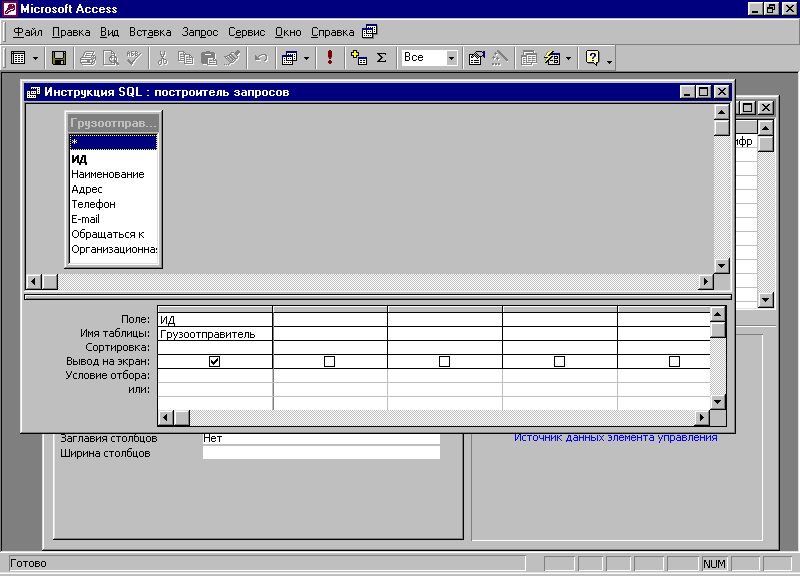 Microsoft Access
Файл Правка Вид Вставка Запрос Сервис Окно Справка
Все
Инструкция SQL : построитель запросов
Грузоотправ...
*
ИД
Наименование
Адрес
Телефон
E-mail
Обращаться к
Организационна
ифр
Поле: ИД
Имя таблицы: Грузоотправитель
Сортировка:
Вывод на экран:
Условие отбора:
или:
Заглавия столбцов Нет
Ширина столбцов
Источник данных элемента управления
Готово NUM